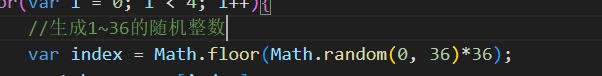 or(var i = 0; i < 4; i++){
//生成1~36的随机整数
var index = Math.floor(Math.random(0, 36)*36);